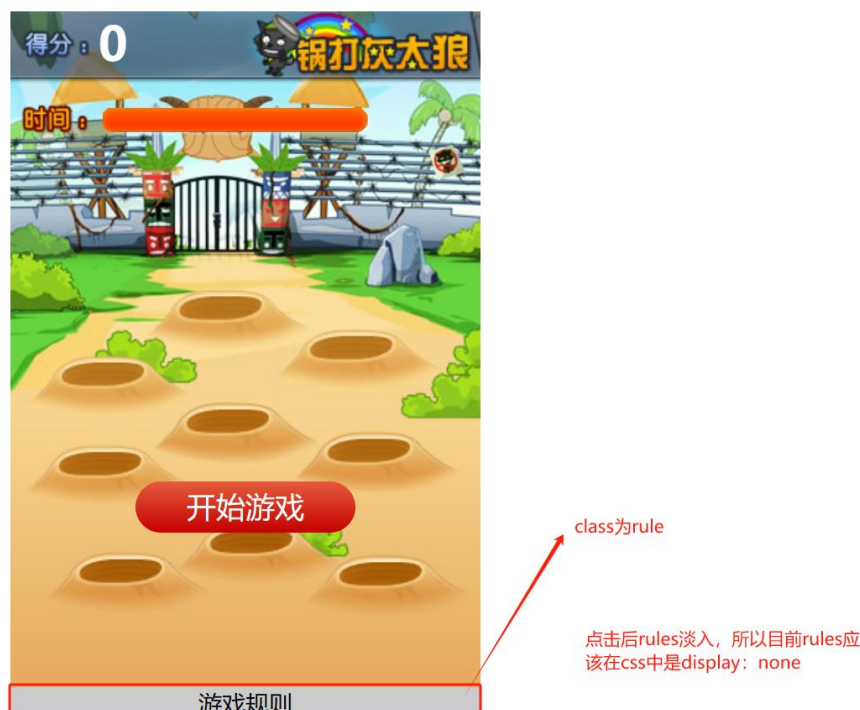 得分：0
锅打灰太狼
时间：
开始游戏
class为rule
点击后rules淡入，所以目前rules应
该在css中是display：none
游戏规则